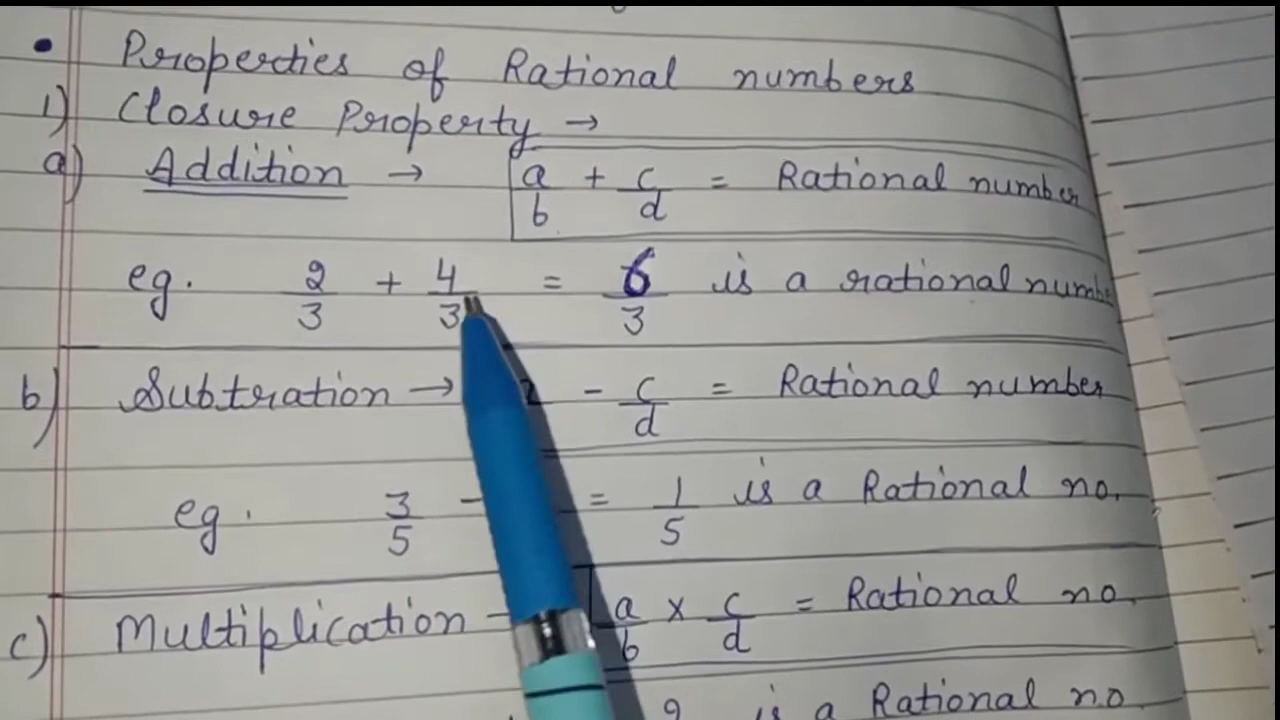 • Properties of Rational numbers
1) Closure Property →
a) Addition → a/b + c/d = Rational number
eg. 2/3 + 4/3 = 6/3 is a rational
b) Subtration → - c/d = Rational number
eg. 3/5 - = 1/5 is a Rational no.
c) Multiplication - a/b x c/d = Rational no.
is a Rational no.